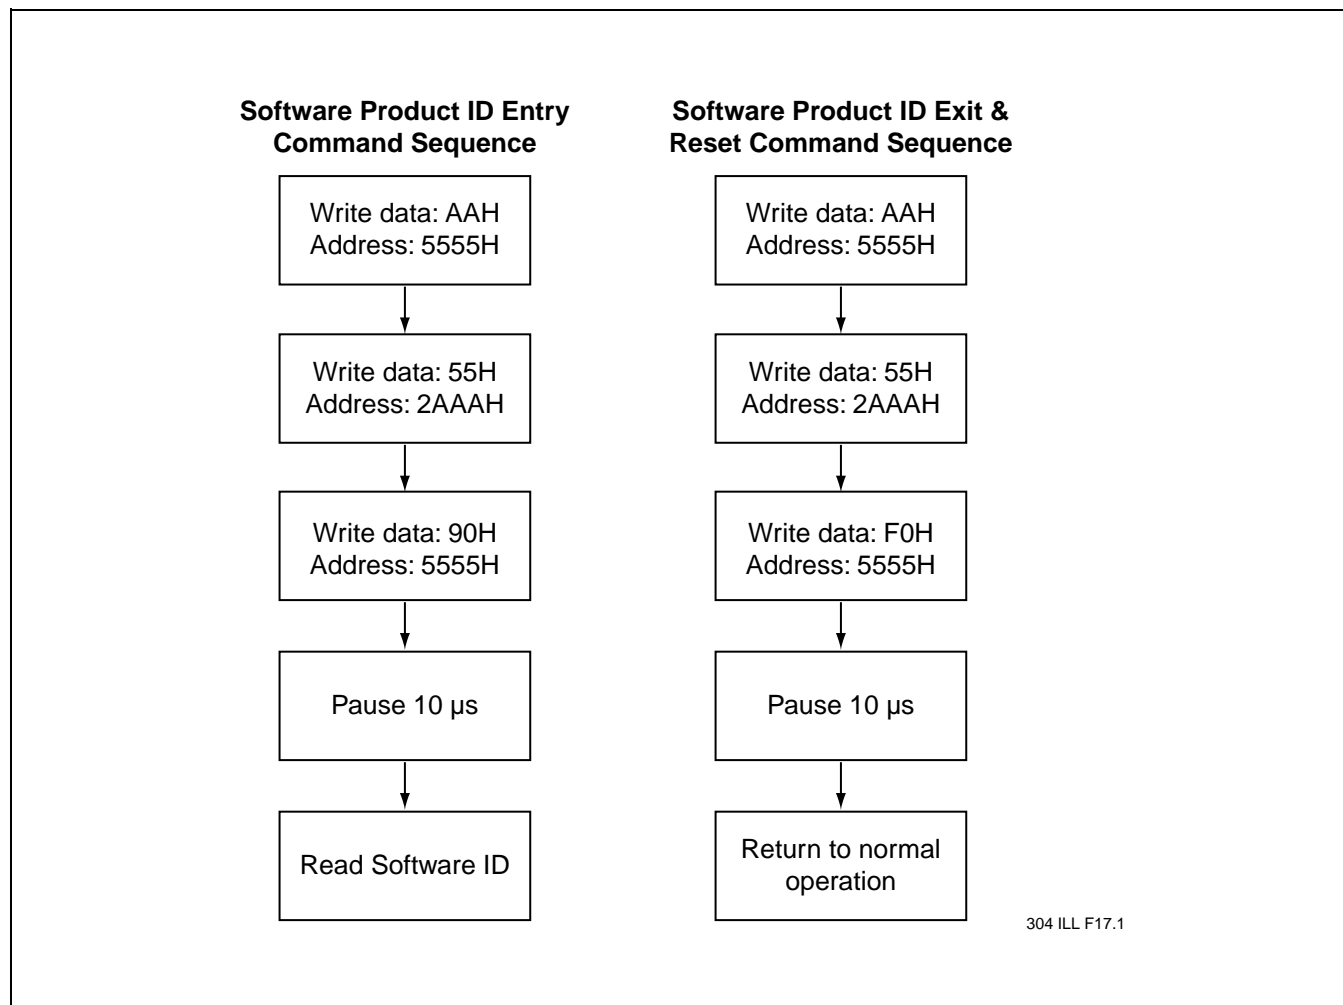 Software Product ID Entry
Command Sequence
Write data: AAH
Address: 5555H
Write data: 55H
Address: 2AAAH
Write data: 90H
Address: 5555H
Pause 10 µs
Read Software ID
Software Product ID Exit &
Reset Command Sequence
Write data: AAH
Address: 5555H
Write data: 55H
Address: 2AAAH
Write data: F0H
Address: 5555H
Pause 10 µs
Return to normal
operation
304 ILL F17.1